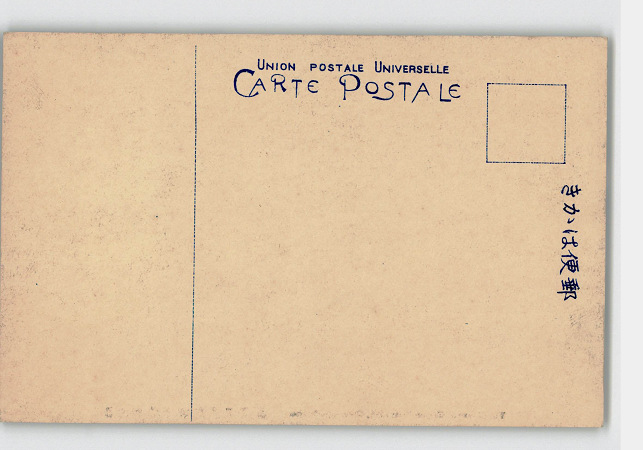 UNION POSTALE UNIVERSELLE
CARTE POSTALE
きかは便郵